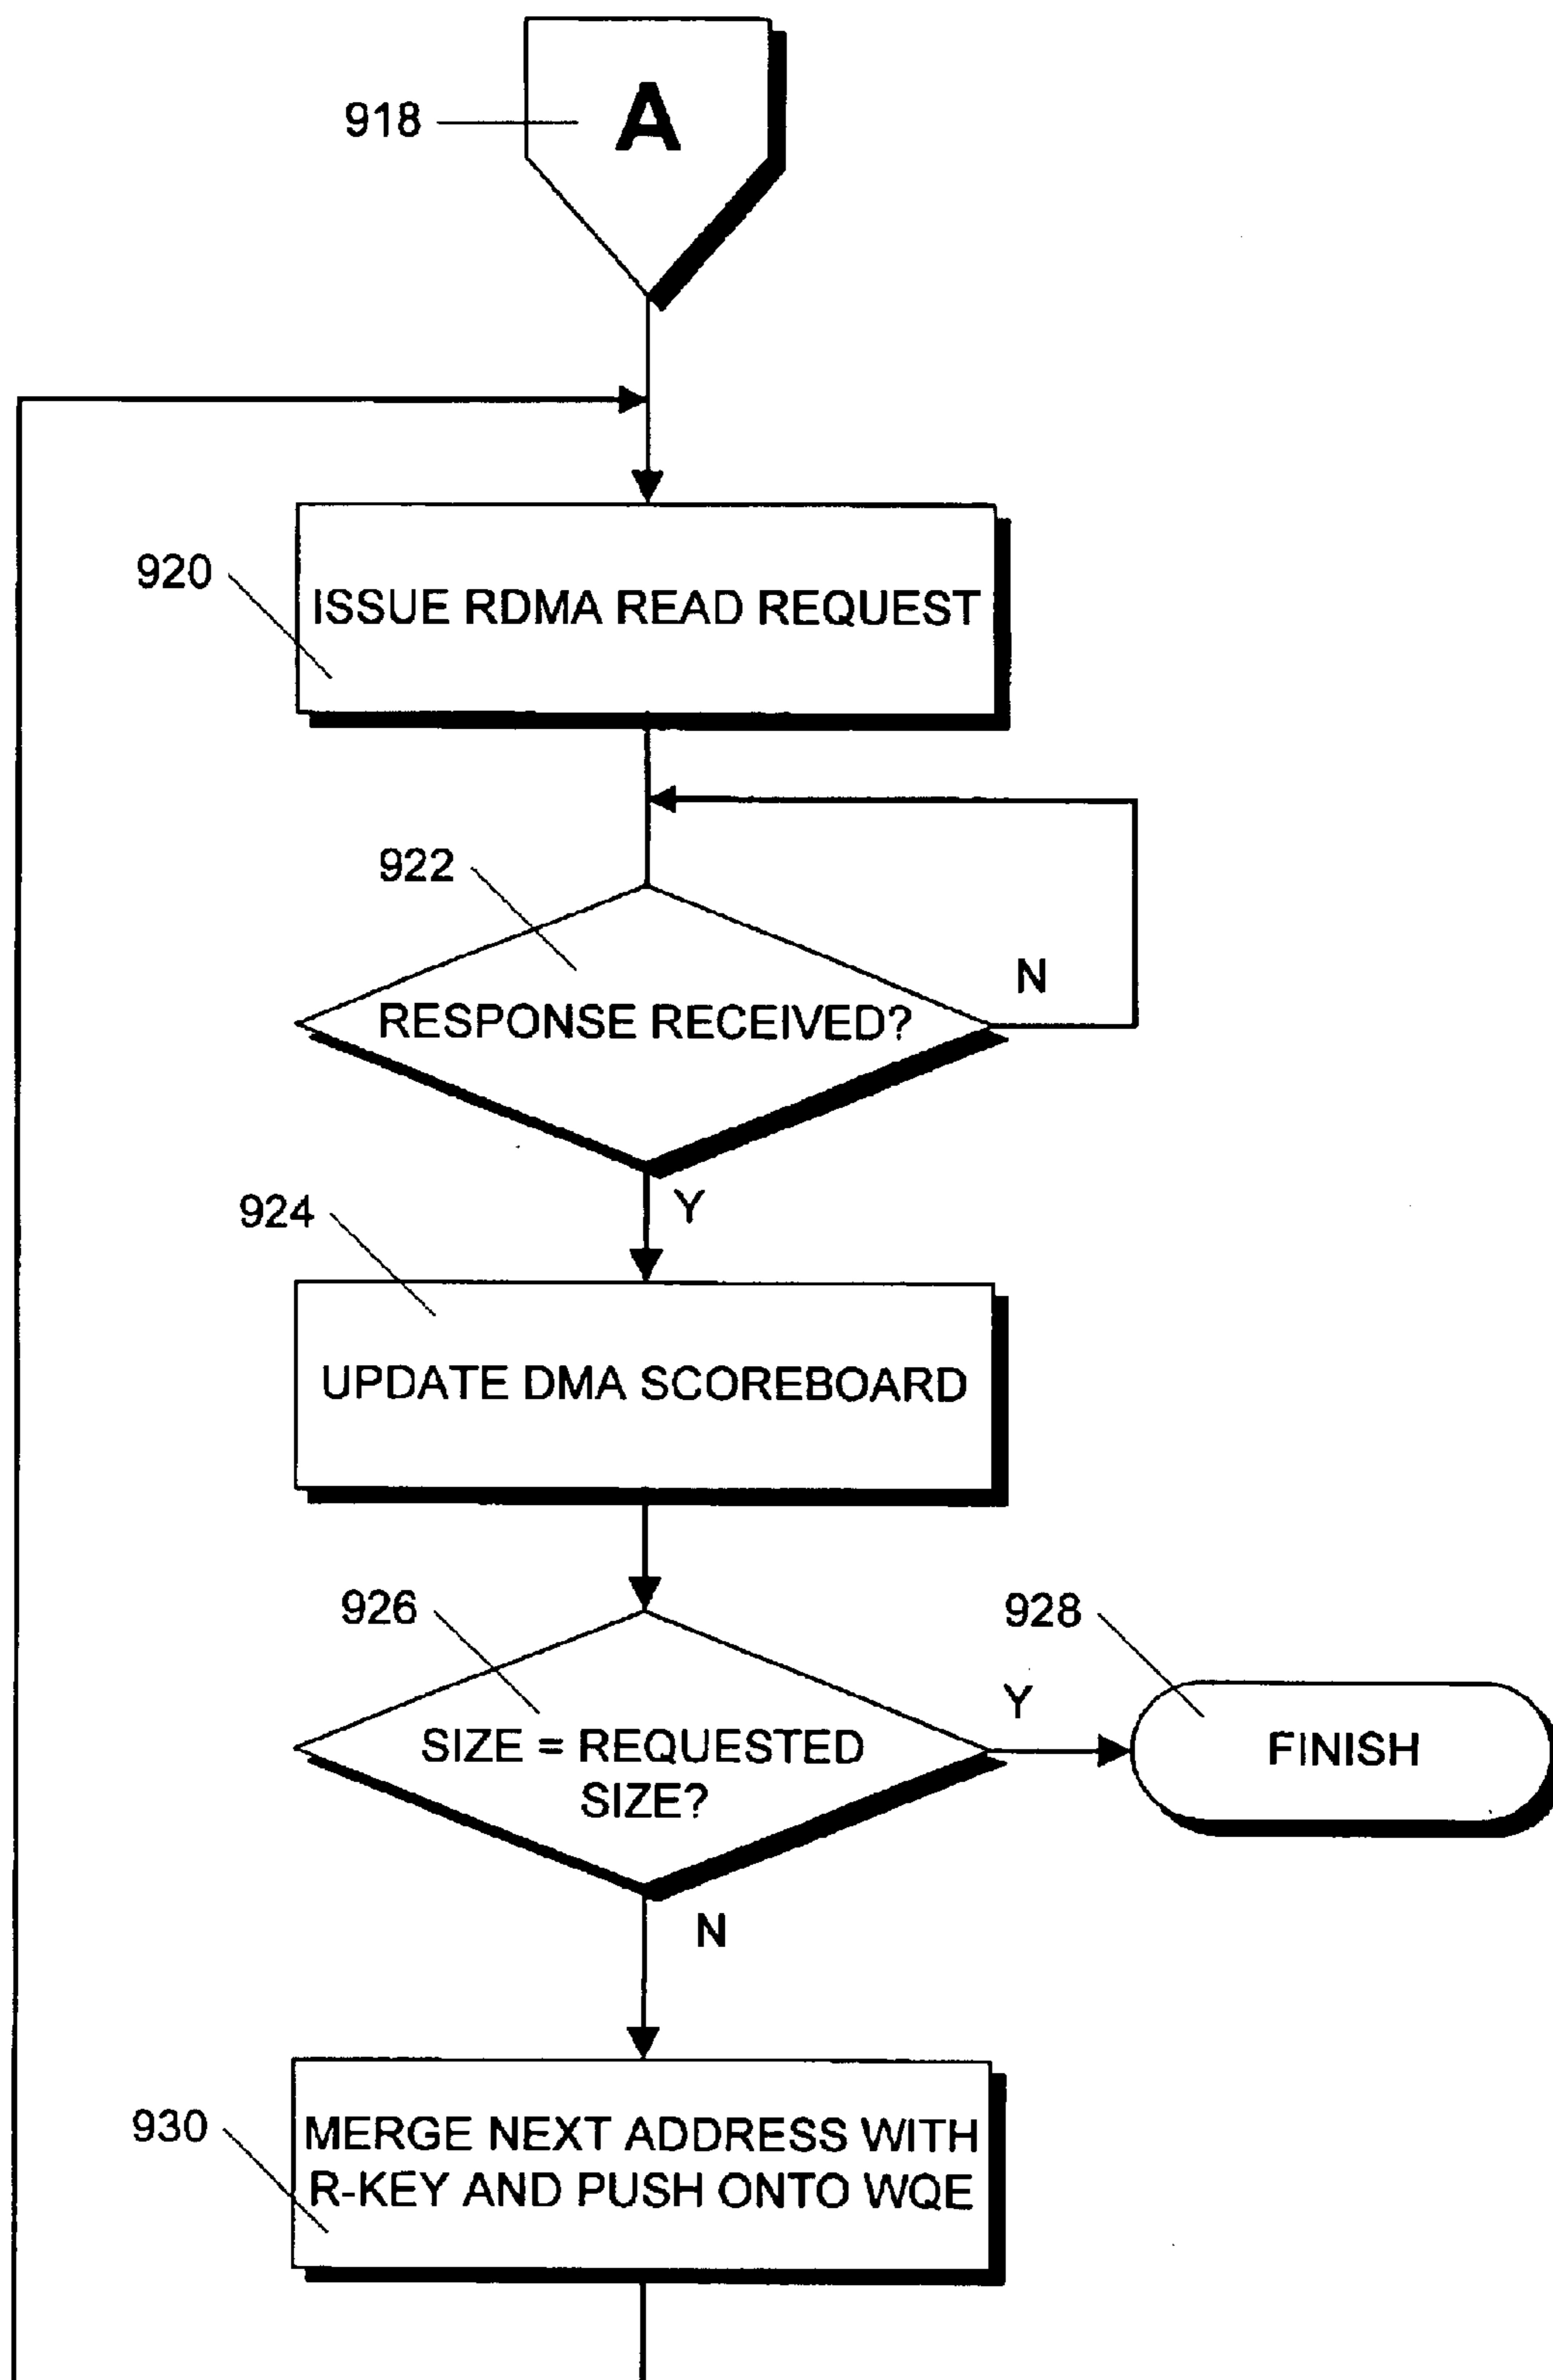 918
A
920
ISSUE RDMA READ REQUEST
922
RESPONSE RECEIVED?
N
Y
924
UPDATE DMA SCOREBOARD
926
SIZE = REQUESTED
SIZE?
Y
928
FINISH
N
930
MERGE NEXT ADDRESS WITH
R-KEY AND PUSH ONTO WQE